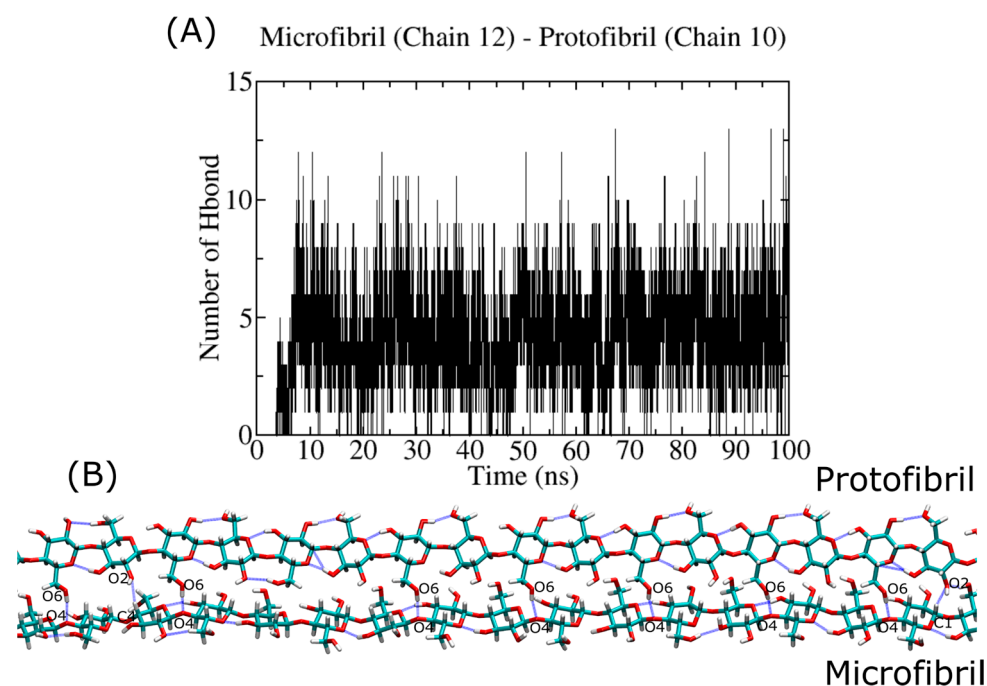 (A) Microfibril (Chain 12) - Protofibril (Chain 10)
15
10
5
0
Number of Hbond
0 10 20 30 40 50 60 70 80 90 100
Time (ns)
(B)
Protofibril
O2 O6 O6 O6 O6 O6 O6 O6 O2
O4 C4 O4 O4 O4 O4 O4 O4 C1
Microfibril